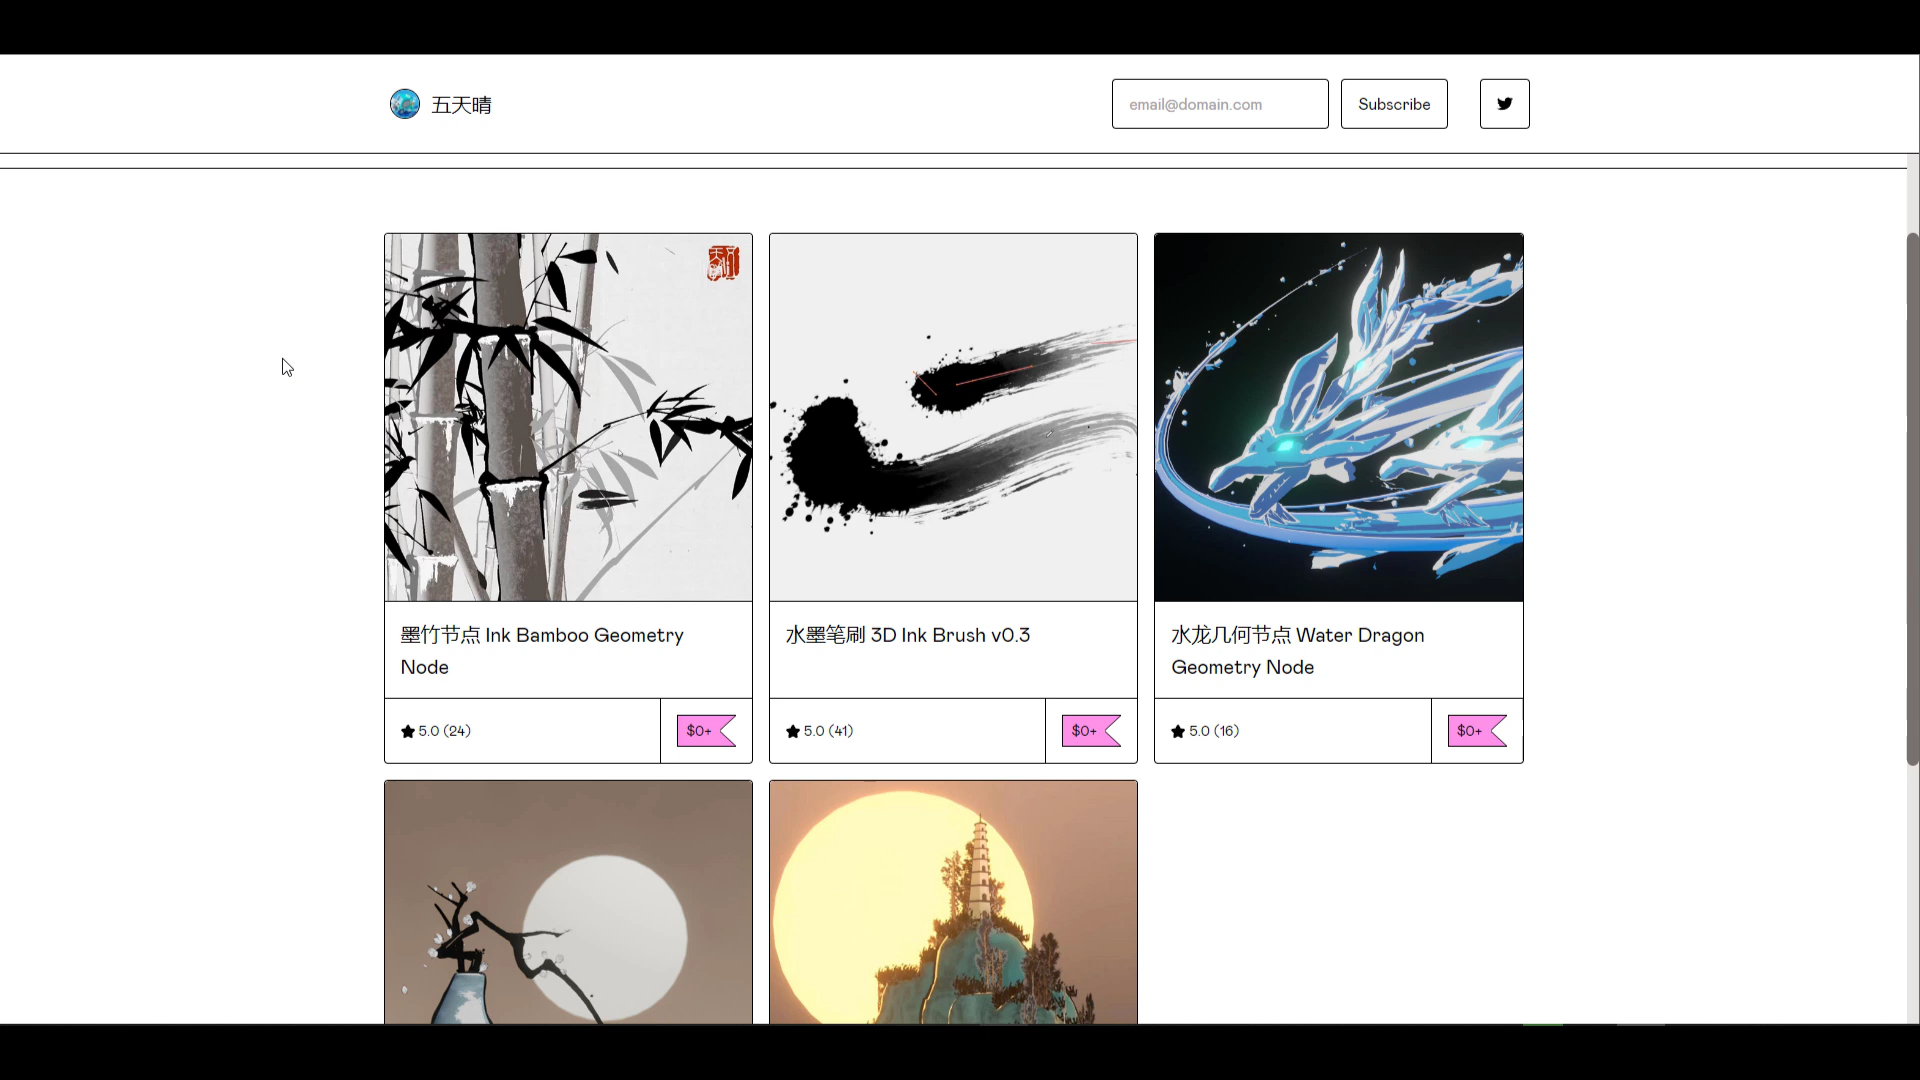 五天晴
email@domain.com
Subscribe
墨竹节点 Ink Bamboo Geometry
Node
5.0 (24)
$0+
水墨笔刷 3D Ink Brush v0.3
5.0 (41)
$0+
水龙几何节点 Water Dragon
Geometry Node
5.0 (16)
$0+